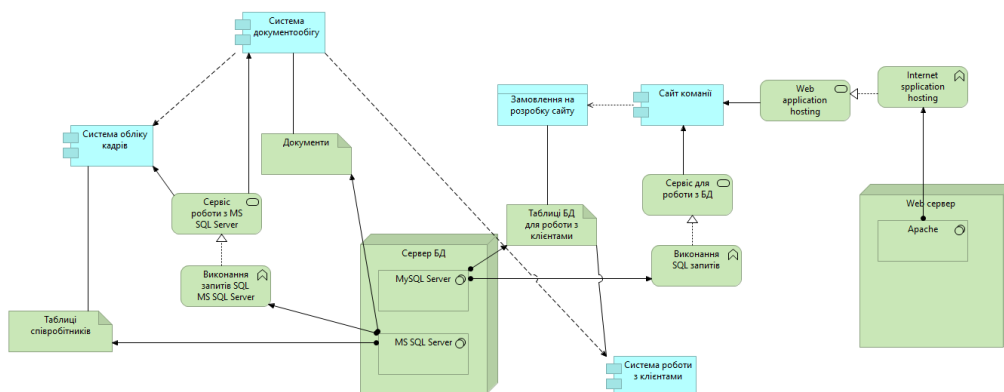 Система
документообігу
Internet
spplication
hosting
Web
application
hosting
Замовлення на
розробку сайту
Сайт команії
Система обліку
кадрів
Документи
Сервіс
роботи з MS
SQL Server
Сервіс для
роботи з БД
Таблиці БД
для роботи з
клієнтами
Web сервер
Apache
Сервер БД
Виконання
SQL запитів
MySQL Server
Виконання
запитів SQL
MS SQL Server
Таблиці
співробітників
MS SQL Server
Система роботи
з клієнтами